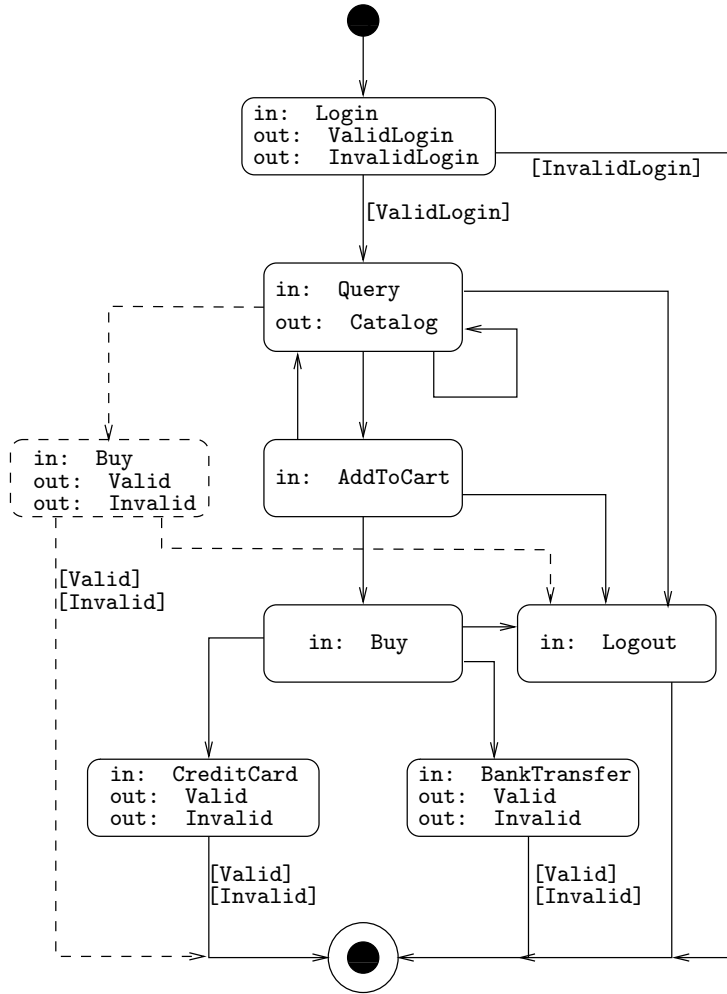 in: Login
out: ValidLogin
out: InvalidLogin
[InvalidLogin]
[ValidLogin]
in: Query
out: Catalog
in: Buy
out: Valid
out: Invalid
in: AddToCart
[Valid]
[Invalid]
in: Buy
in: Logout
in: CreditCard
out: Valid
out: Invalid
in: BankTransfer
out: Valid
out: Invalid
[Valid]
[Invalid]
[Valid]
[Invalid]